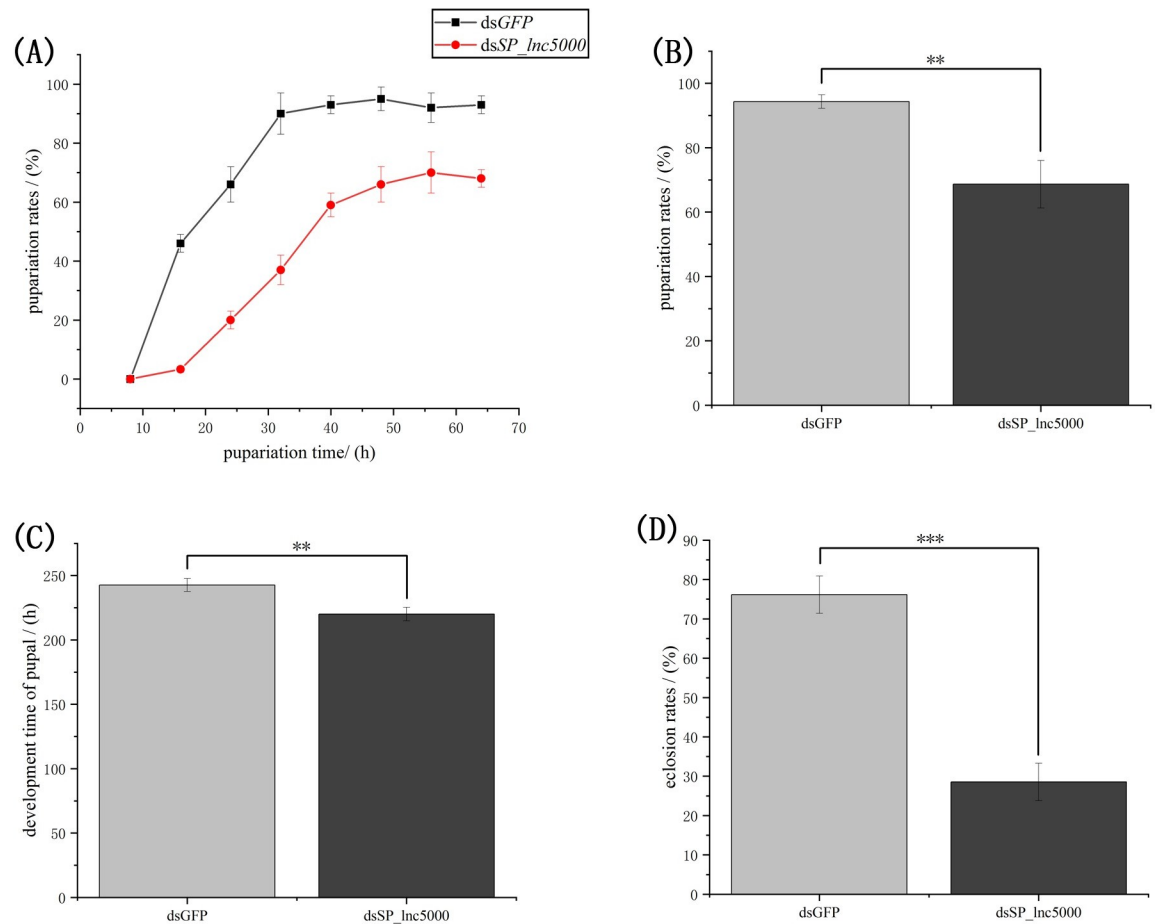 dsGFP
dsSP_lnc5000
(A)
100
80
60
40
20
0
pupariation rates / (%)
0 10 20 30 40 50 60 70
pupariation time/ (h)
(B)
**
100
80
60
40
20
0
pupariation rates / (%)
dsGFP dsSP_lnc5000
(C)
**
250
200
150
100
50
0
development time of pupal / (h)
dsGFP dsSP_lnc5000
(D)
***
90
80
70
60
50
40
30
20
10
0
eclosion rates / (%)
dsGFP dsSP_lnc5000